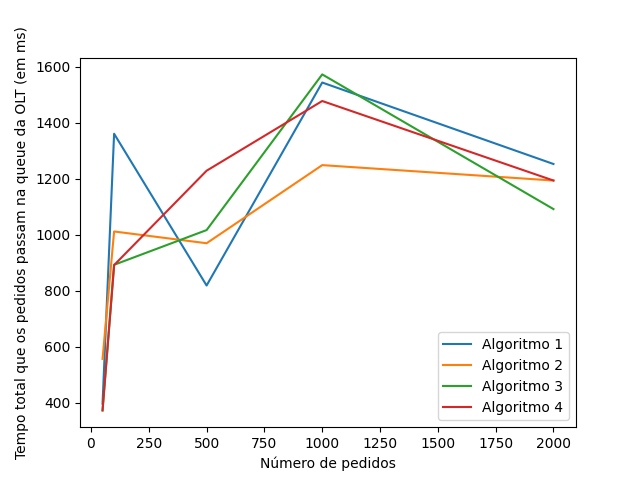 Tempo total que os pedidos passam na queue da OLT (em ms)
1600
1400
1200
1000
800
600
400
0
250
500
750
1000
1250
1500
1750
2000
Número de pedidos
Algoritmo 1
Algoritmo 2
Algoritmo 3
Algoritmo 4